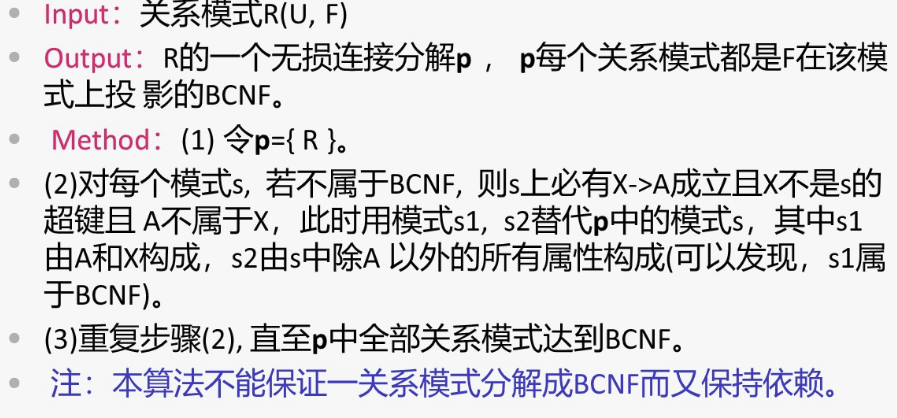 Input：关系模式R(U, F)
Output：R的一个无损连接分解p ， p每个关系模式都是F在该模
式上投 影的BCNF。
Method：(1) 令p={ R }。
(2)对每个模式s, 若不属于BCNF, 则s上必有X->A成立且X不是s的
超键且 A不属于X，此时用模式s1, s2替代p中的模式s，其中s1
由A和X构成，s2由s中除A 以外的所有属性构成(可以发现，s1属
于BCNF)。
(3)重复步骤(2), 直至p中全部关系模式达到BCNF。
注：本算法不能保证一关系模式分解成BCNF而又保持依赖。